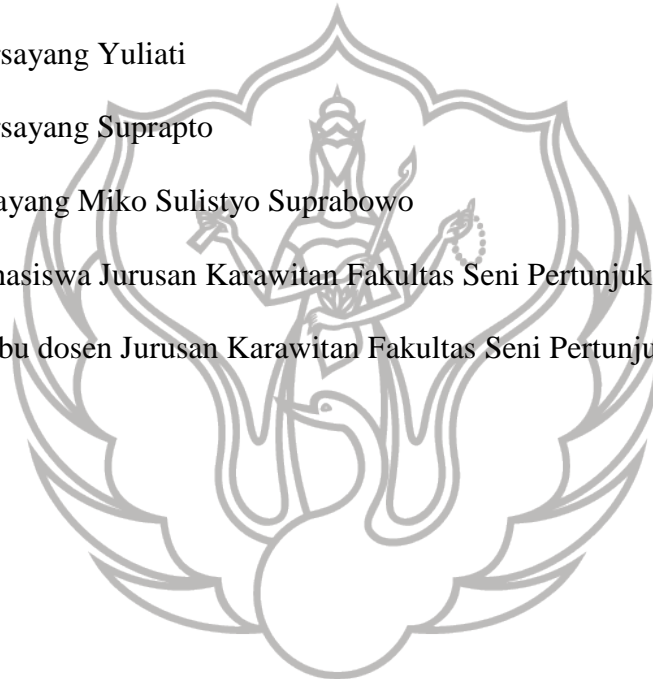 rsayang Yuliati
rsayang Suprapto
ayang Miko Sulistyo Suprabowo
hasiswa Jurusan Karawitan Fakultas Seni Pertunjuk
bu dosen Jurusan Karawitan Fakultas Seni Pertunju